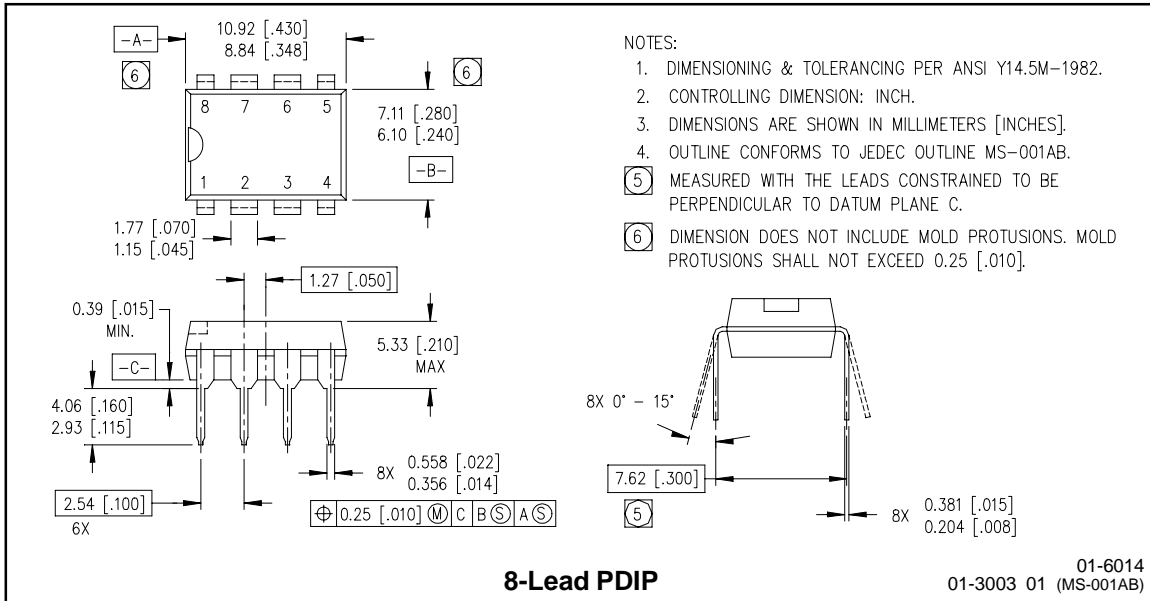 -A-
10.92 [.430]
8.84 [.348]
6
6
8 7 6 5
1 2 3 4
7.11 [.280]
6.10 [.240]
-B-
1.77 [.070]
1.15 [.045]
1.27 [.050]
0.39 [.015]
MIN.
-C-
5.33 [.210]
MAX
4.06 [.160]
2.93 [.115]
8X 0.558 [.022]
0.356 [.014]
2.54 [.100]
6X
⌖ 0.25 [.010] Ⓜ C B Ⓢ A Ⓢ
NOTES:
1. DIMENSIONING & TOLERANCING PER ANSI Y14.5M-1982.
2. CONTROLLING DIMENSION: INCH.
3. DIMENSIONS ARE SHOWN IN MILLIMETERS [INCHES].
4. OUTLINE CONFORMS TO JEDEC OUTLINE MS-001AB.
5 MEASURED WITH THE LEADS CONSTRAINED TO BE
PERPENDICULAR TO DATUM PLANE C.
6 DIMENSION DOES NOT INCLUDE MOLD PROTUSIONS. MOLD
PROTUSIONS SHALL NOT EXCEED 0.25 [.010].
8X 0° - 15°
7.62 [.300]
5
8X 0.381 [.015]
0.204 [.008]
8-Lead PDIP
01-6014
01-3003 01 (MS-001AB)